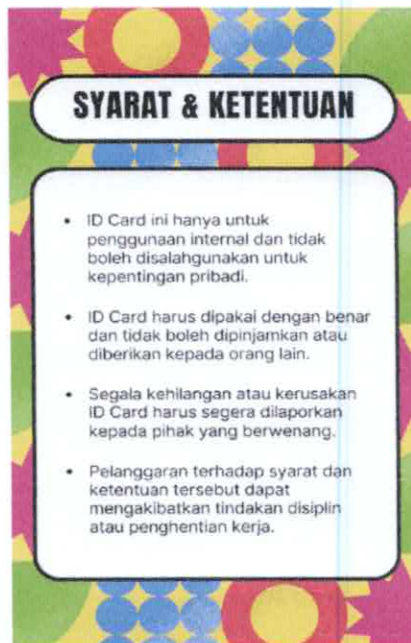 SYARAT & KETENTUAN
• ID Card ini hanya untuk
penggunaan internal dan tidak
boleh disalahgunakan untuk
kepentingan pribadi.
• ID Card harus dipakai dengan benar
dan tidak boleh dipinjamkan atau
diberikan kepada orang lain.
• Segala kehilangan atau kerusakan
ID Card harus segera dilaporkan
kepada pihak yang berwenang.
• Pelanggaran terhadap syarat dan
ketentuan tersebut dapat
mengakibatkan tindakan disiplin
atau penghentian kerja.